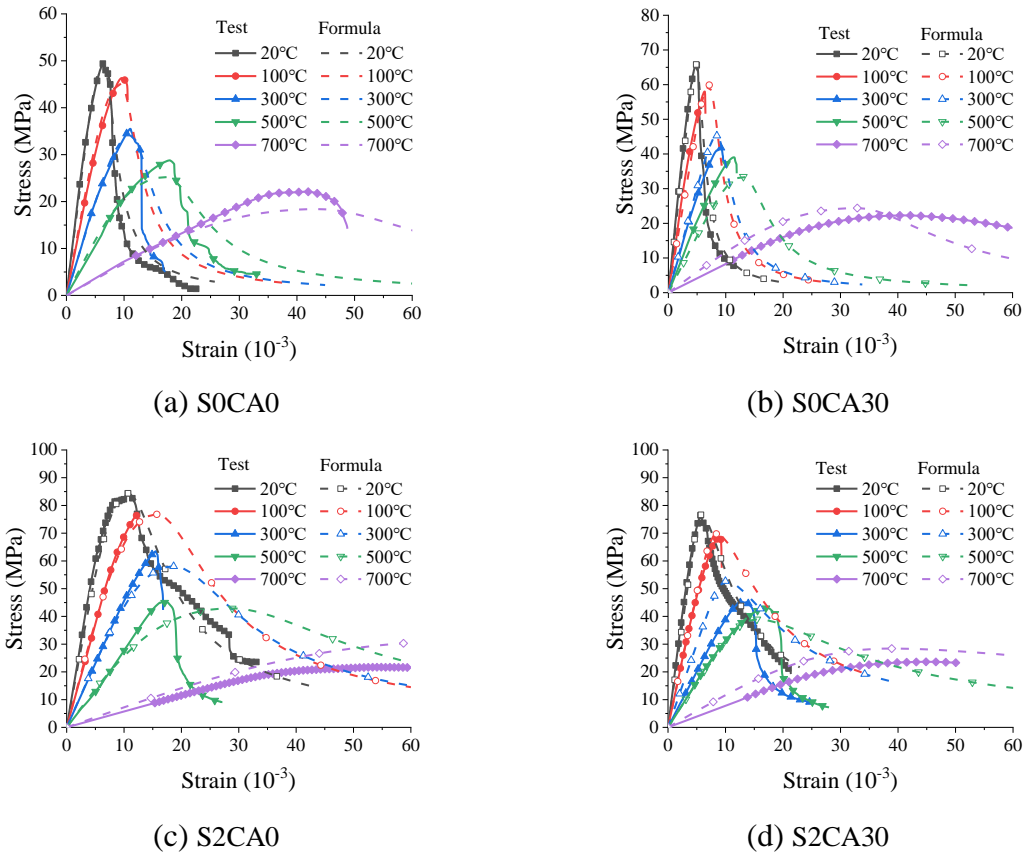 60
50
40
30
20
10
0
Stress (MPa)
Test Formula
20℃ 20℃
100℃ 100℃
300℃ 300℃
500℃ 500℃
700℃ 700℃
0 10 20 30 40 50 60
Strain (10-3)
(a) S0CA0
80
70
60
50
40
30
20
10
0
Stress (MPa)
Test Formula
20℃ 20℃
100℃ 100℃
300℃ 300℃
500℃ 500℃
700℃ 700℃
0 10 20 30 40 50 60
Strain (10-3)
(b) S0CA30
100
90
80
70
60
50
40
30
20
10
0
Stress (MPa)
Test Formula
20℃ 20℃
100℃ 100℃
300℃ 300℃
500℃ 500℃
700℃ 700℃
0 10 20 30 40 50 60
Strain (10-3)
(c) S2CA0
100
90
80
70
60
50
40
30
20
10
0
Stress (MPa)
Test Formula
20℃ 20℃
100℃ 100℃
300℃ 300℃
500℃ 500℃
700℃ 700℃
0 10 20 30 40 50 60
Strain (10-3)
(d) S2CA30